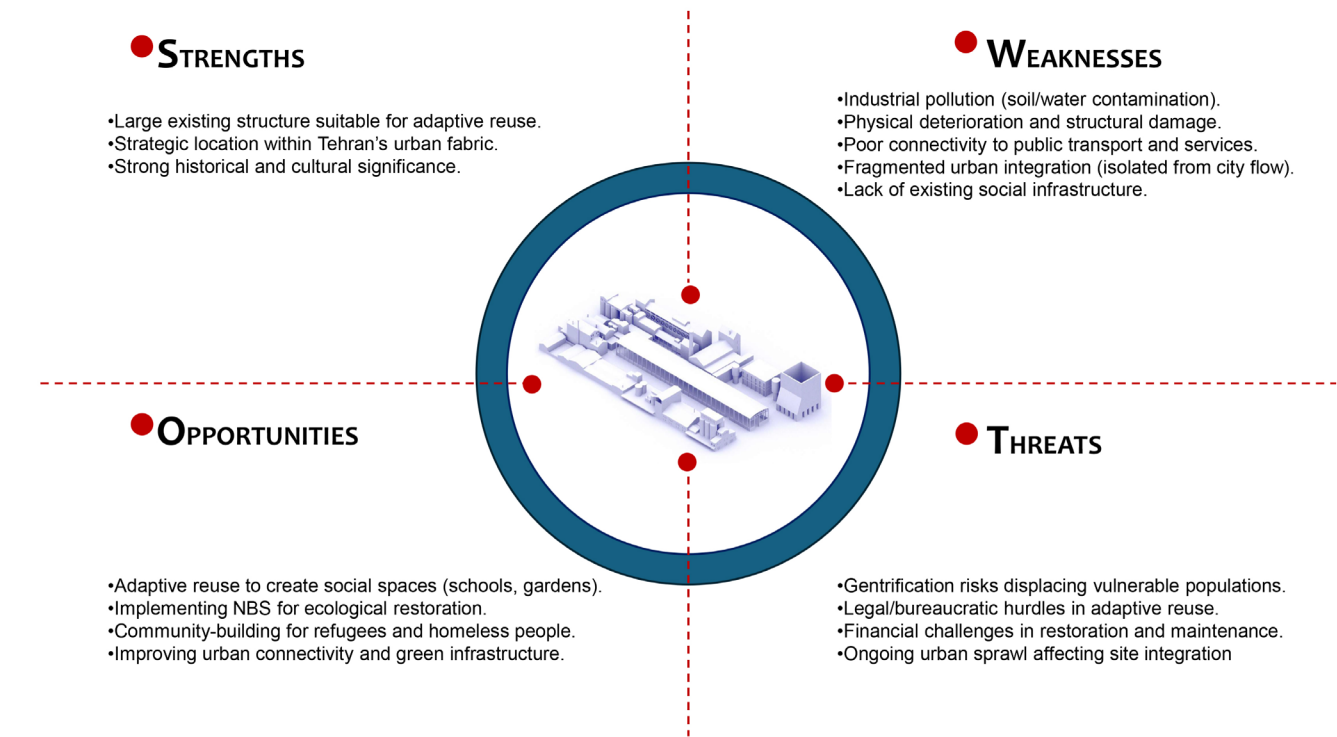 STRENGTHS
•Large existing structure suitable for adaptive reuse.
•Strategic location within Tehran’s urban fabric.
•Strong historical and cultural significance.
WEAKNESSES
•Industrial pollution (soil/water contamination).
•Physical deterioration and structural damage.
•Poor connectivity to public transport and services.
•Fragmented urban integration (isolated from city flow).
•Lack of existing social infrastructure.
OPPORTUNITIES
•Adaptive reuse to create social spaces (schools, gardens).
•Implementing NBS for ecological restoration.
•Community-building for refugees and homeless people.
•Improving urban connectivity and green infrastructure.
THREATS
•Gentrification risks displacing vulnerable populations.
•Legal/bureaucratic hurdles in adaptive reuse.
•Financial challenges in restoration and maintenance.
•Ongoing urban sprawl affecting site integration